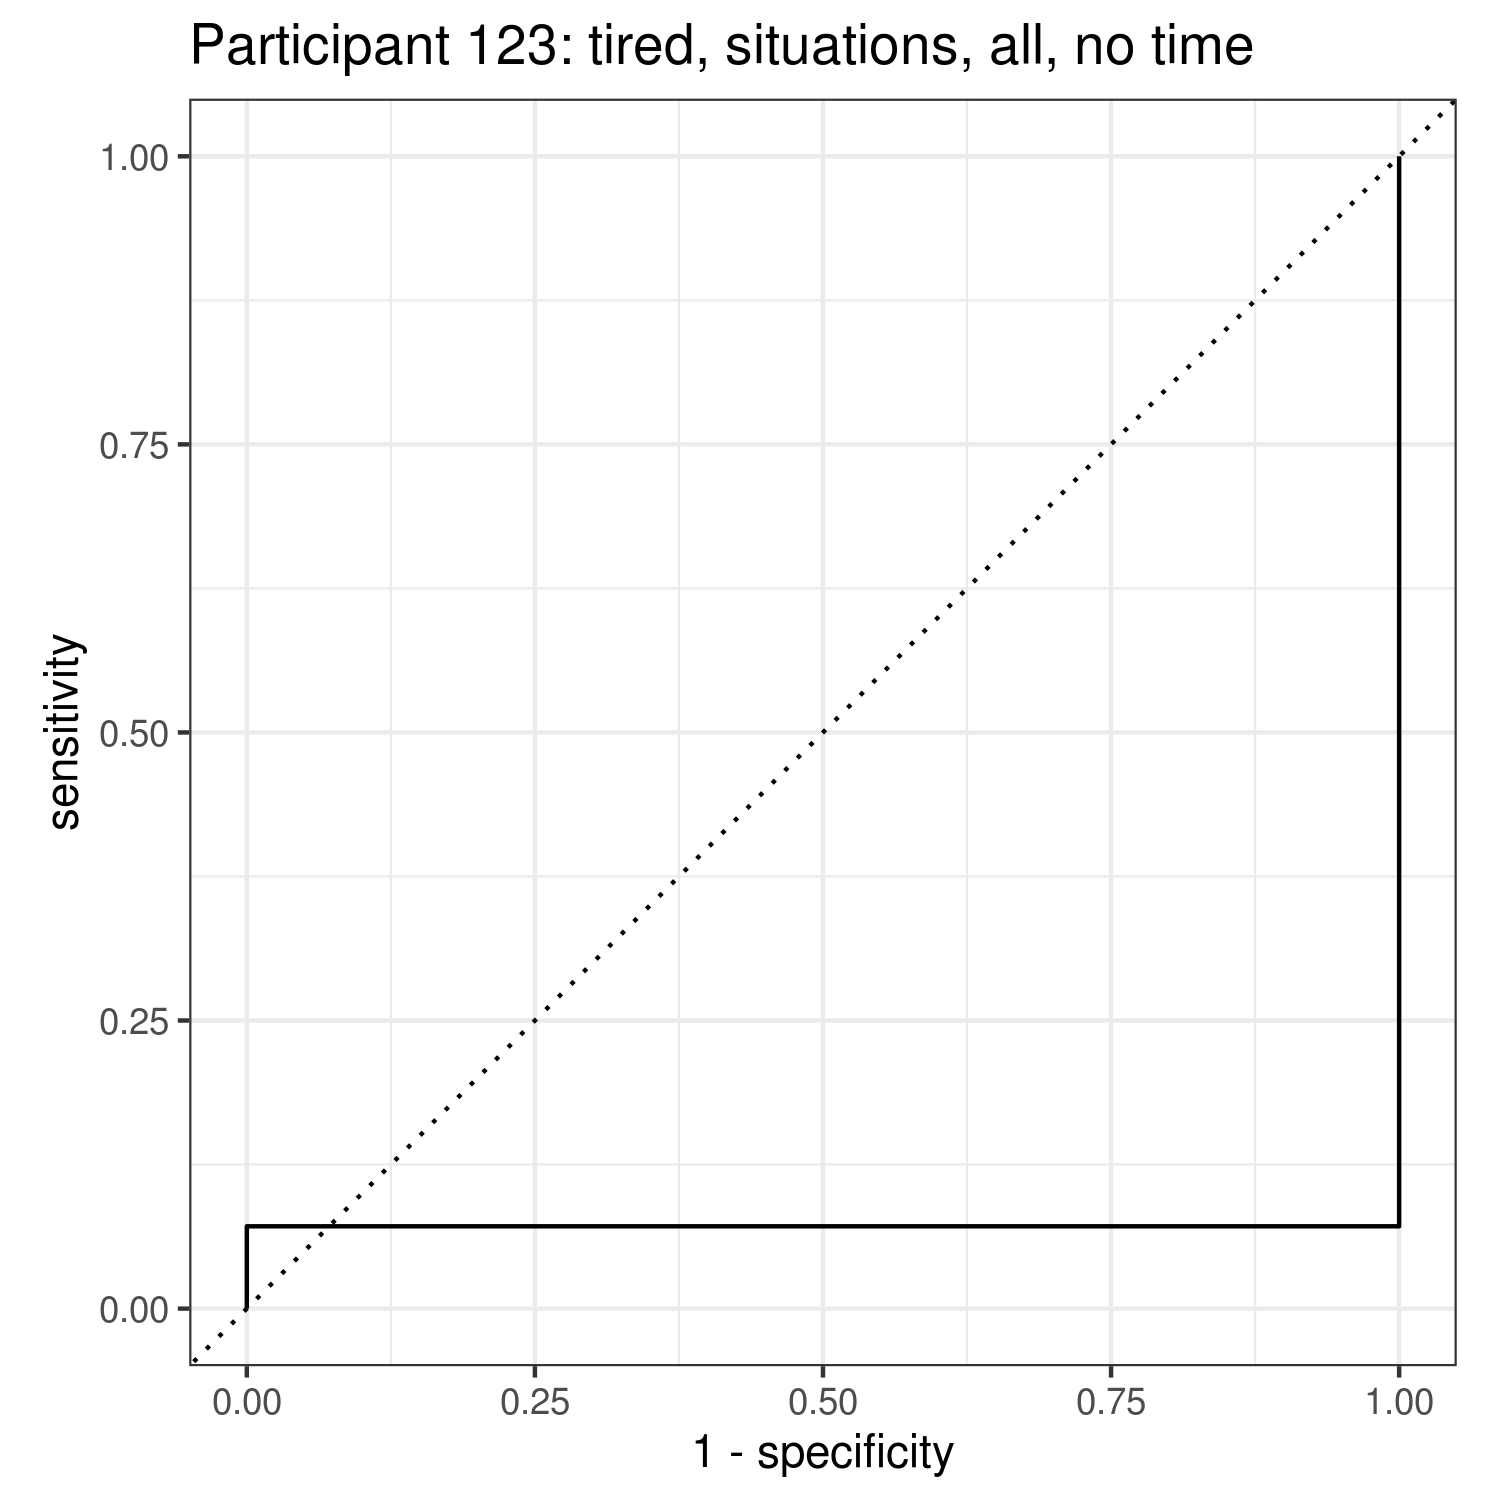 Participant 123: tired, situations, all, no time
1.00
0.75
0.50
0.25
0.00
sensitivity
0.00 0.25 0.50 0.75 1.00
1 - specificity